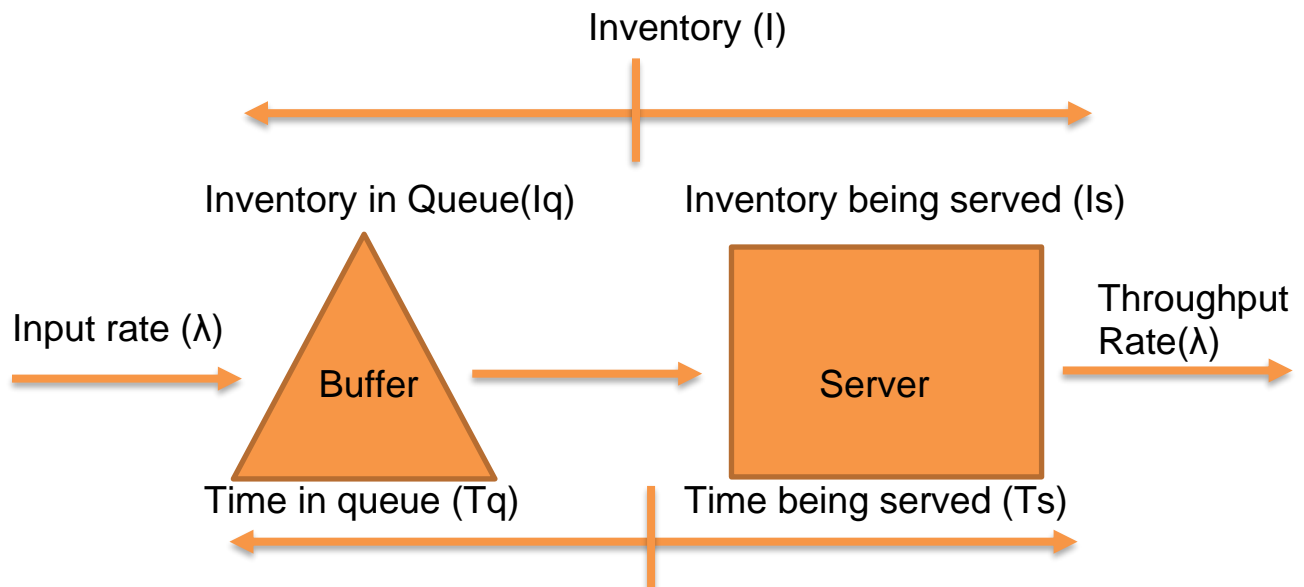 Inventory (I)
Inventory in Queue(Iq)
Inventory being served (Is)
Input rate (λ)
Buffer
Server
Throughput
Rate(λ)
Time in queue (Tq)
Time being served (Ts)